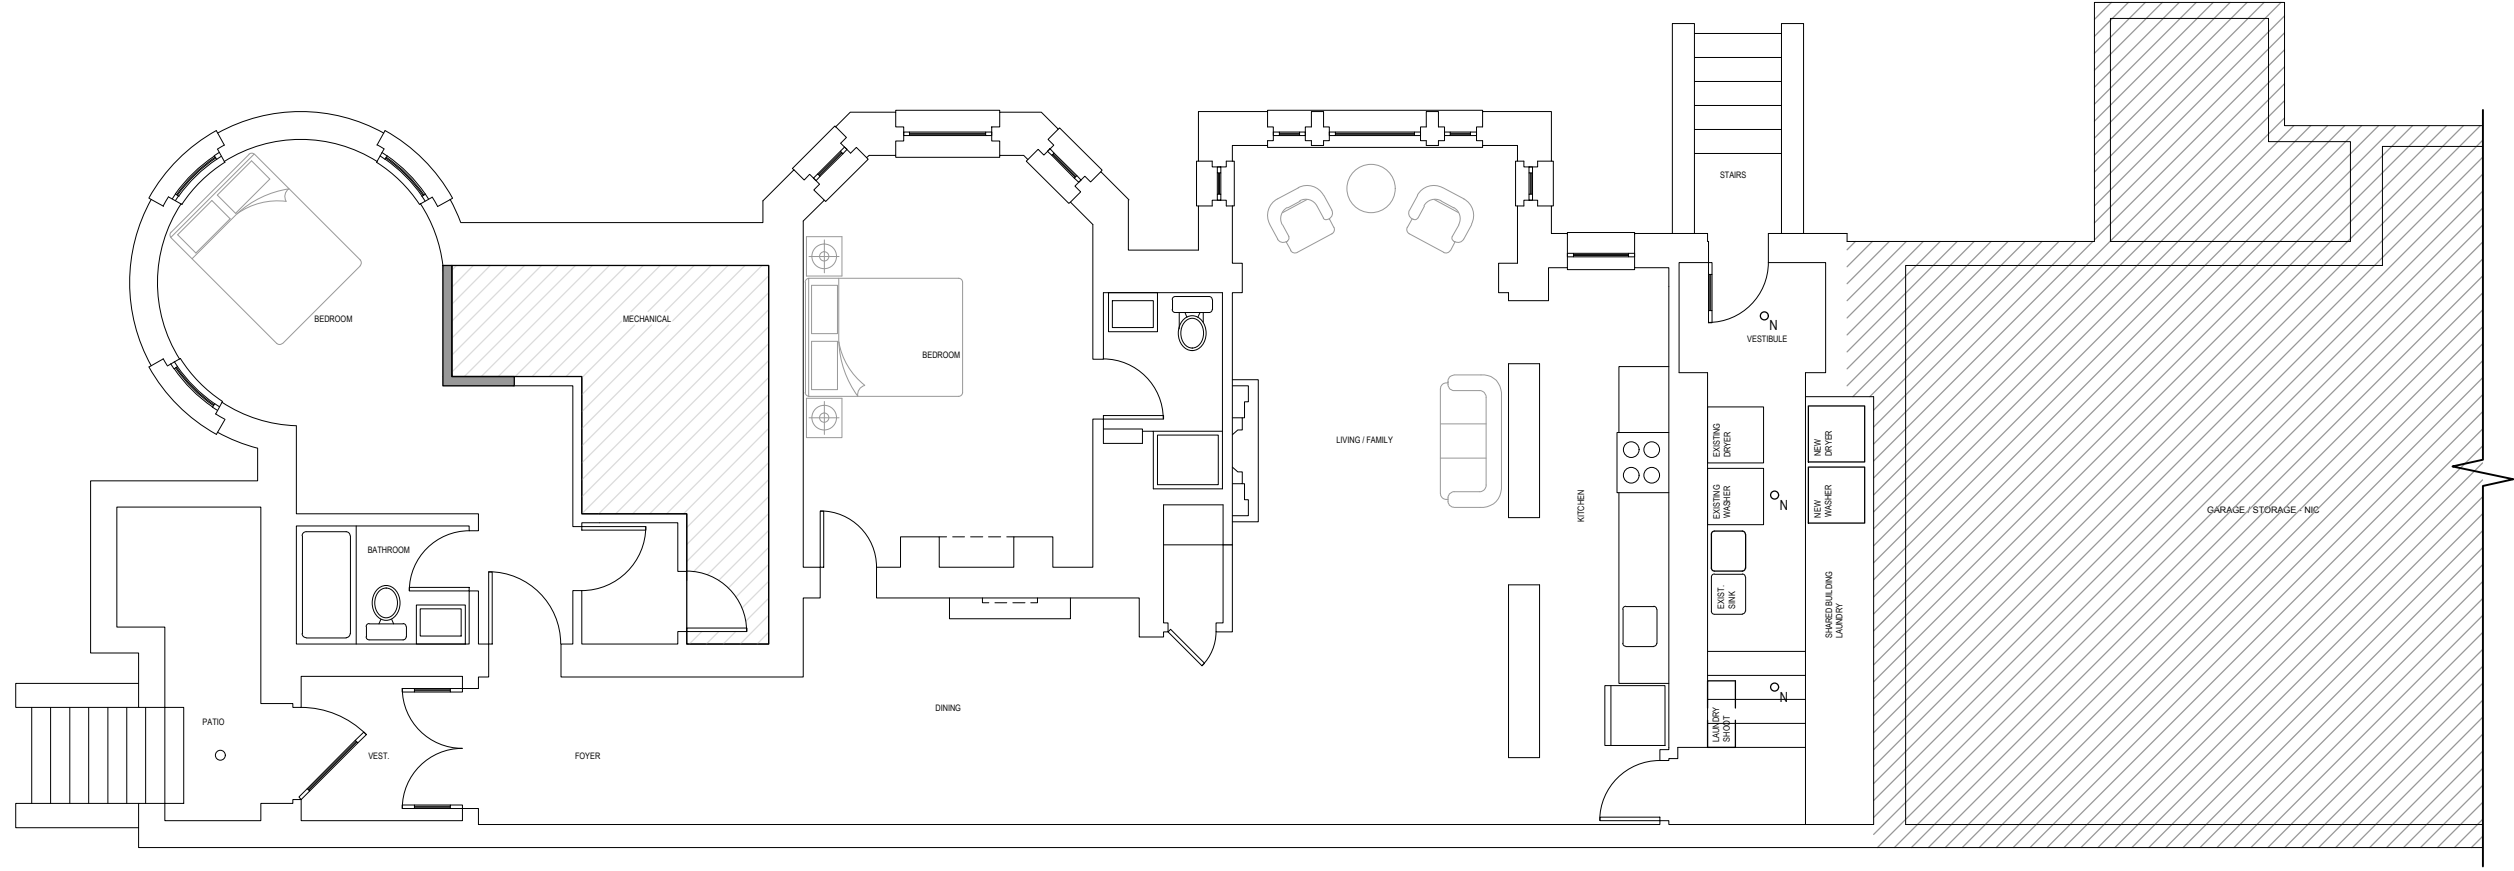 STAIRS
BEDROOM
MECHANICAL
N
VESTIBULE
BEDROOM
LIVING / FAMILY
EXISTING
DRYER
NEW
DRYER
KITCHEN
EXISTING
WASHER
N
NEW
WASHER
GARAGE / STORAGE - NIC
BATHROOM
EXIST.
SINK
SHARED BUILDING
LAUNDRY
N
DINING
PATIO
LAUNDRY
SHOOT
VEST.
FOYER